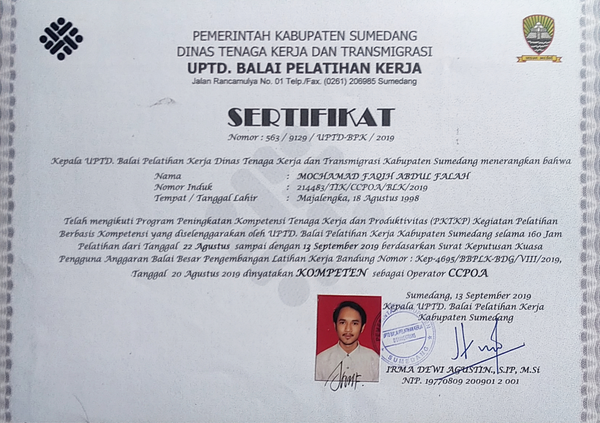 PEMERINTAH KABUPATEN SUMEDANG
DINAS TENAGA KERJA DAN TRANSMIGRASI
UPTD. BALAI PELATIHAN KERJA
Jalan Rancamulya No. 01 Telp./Fax. (0261) 206985 Sumedang
SERTIFIKAT
Nomor : 563 / 9129 / UPTD-BPK / 2019
Kepala UPTD. Balai Pelatihan Kerja Dinas Tenaga Kerja dan Transmigrasi Kabupaten Sumedang menerangkan bahwa
Nama : MOCHAMAD FAQIH ABDUL FALAH
Nomor Induk : 214483/TIK/CCPOA/BLK/2019
Tempat / Tanggal Lahir : Majalengka, 18 Agustus 1998
Telah mengikuti Program Peningkatan Kompetensi Tenaga Kerja dan Produktivitas (PKTKP) Kegiatan Pelatihan
Berbasis Kompetensi yang diselenggarakan oleh UPTD. Balai Pelatihan Kerja Kabupaten Sumedang selama 160 Jam
Pelatihan dari Tanggal 22 Agustus sampai dengan 13 September 2019 berdasarkan Surat Keputusan Kuasa
Pengguna Anggaran Balai Besar Pengembangan Latihan Kerja Bandung Nomor : Kep-4695/BBPLK-BDG/VIII/2019,
Tanggal 20 Agustus 2019 dinyatakan KOMPETEN sebagai Operator CCPOA
Sumedang, 13 September 2019
Kepala UPTD. Balai Pelatihan Kerja
Kabupaten Sumedang
SUMEDANG
IRMA DEWI AGUSTIN., S.IP, M.Si
NIP. 19770809 200901 2 001